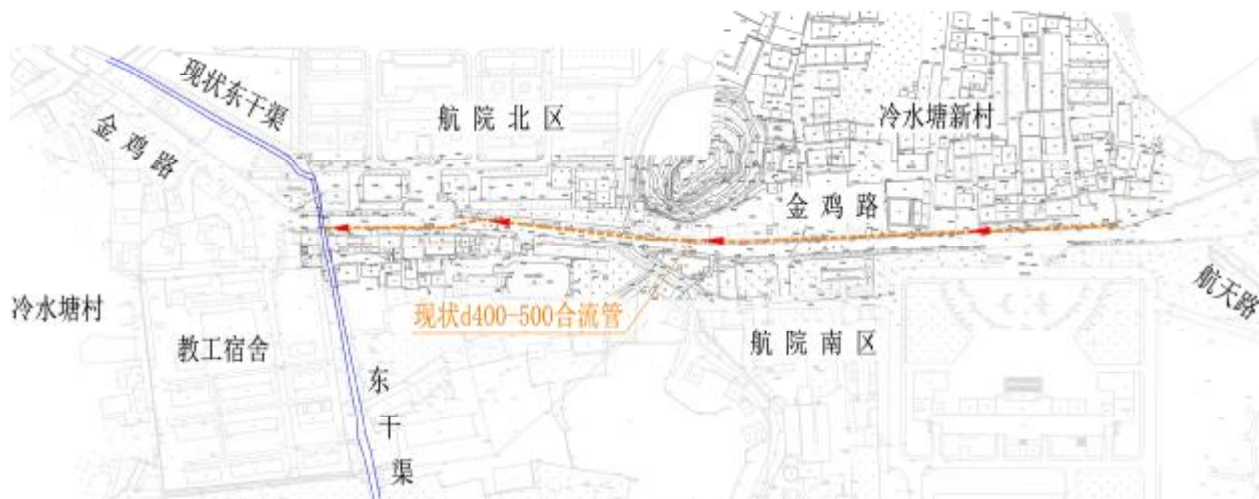 现状东干渠
金鸡路
航院北区
冷水塘新村
金鸡路
航天路
冷水塘村
现状d400-500合流管
教工宿舍
航院南区
东干渠